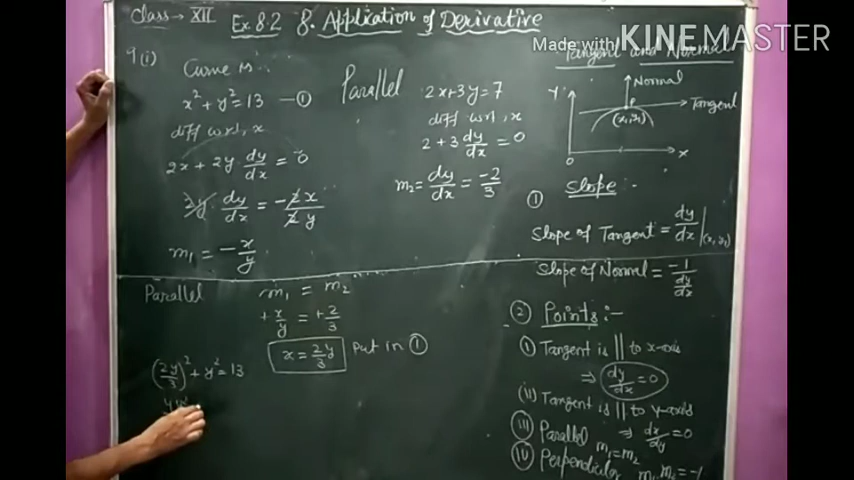 Class → XII
Ex. 8.2 8. Application of Derivative
Made with KINEMASTER
Tangent and Normal
9(i) Curve is
x² + y² = 13 —①
diff w.r.t, x
2x + 2y dy/dx = 0
2y dy/dx = -2x/2y
m₁ = -x/y
Parallel
2x+3y=7
diff w.r.t, x
2 + 3 dy/dx = 0
m₂ = dy/dx = -2/3
Y
Normal
P
Tangent
(x₁,y₁)
O
X
① Slope :-
Slope of Tangent = dy/dx |(x₁,y₁)
Slope of Normal = -1/(dy/dx)
Parallel m₁ = m₂
+x/y = +2/3
x = 2y/3 Put in ①
(2y/3)² + y² = 13
4y²
② Points :-
(i) Tangent is || to x-axis
⇒ dy/dx = 0
(ii) Tangent is || to y-axis
⇒ dx/dy = 0
(iii) Parallel m₁=m₂
(iv) Perpendicular m₁m₂=-1